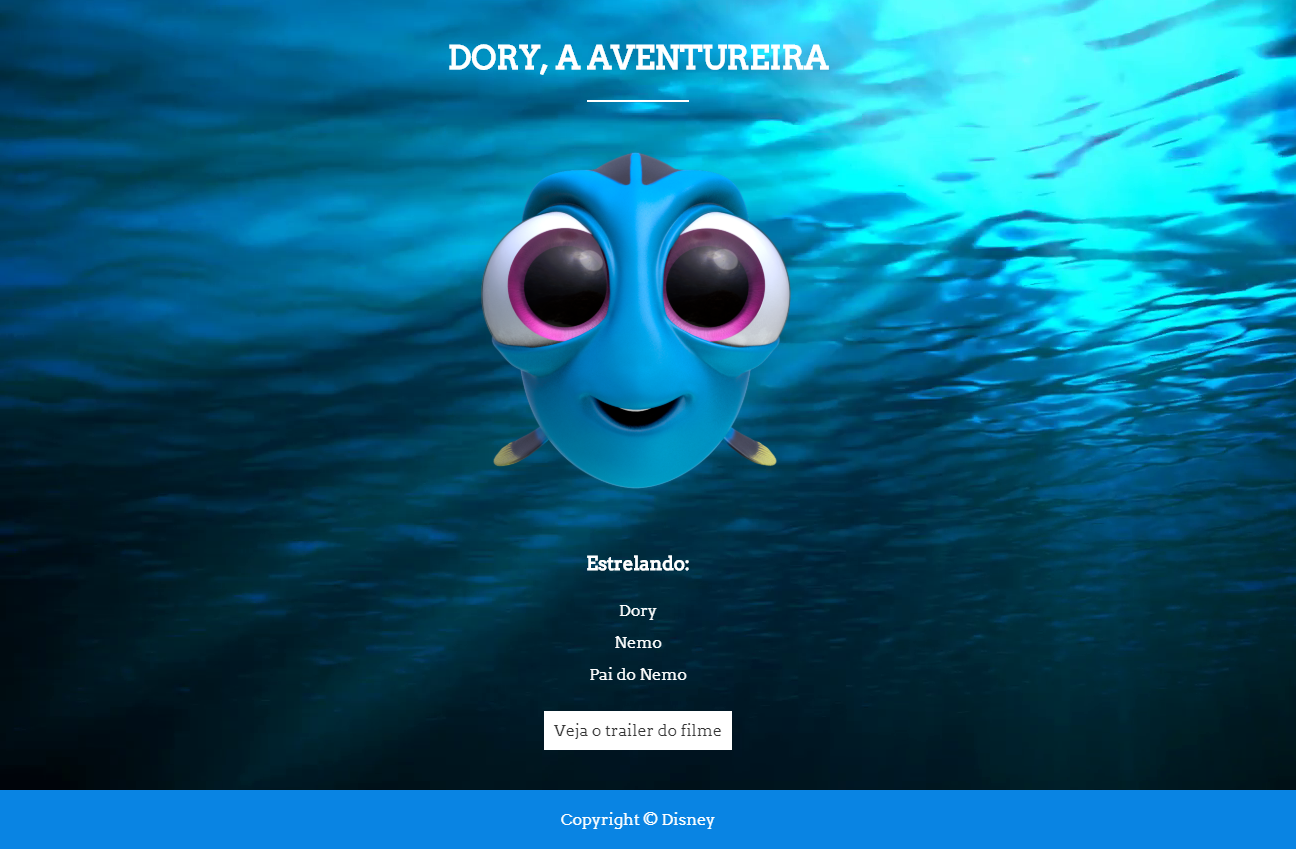 DORY, A AVENTUREIRA
Estrelando:
Dory
Nemo
Pai do Nemo
Veja o trailer do filme
Copyright © Disney